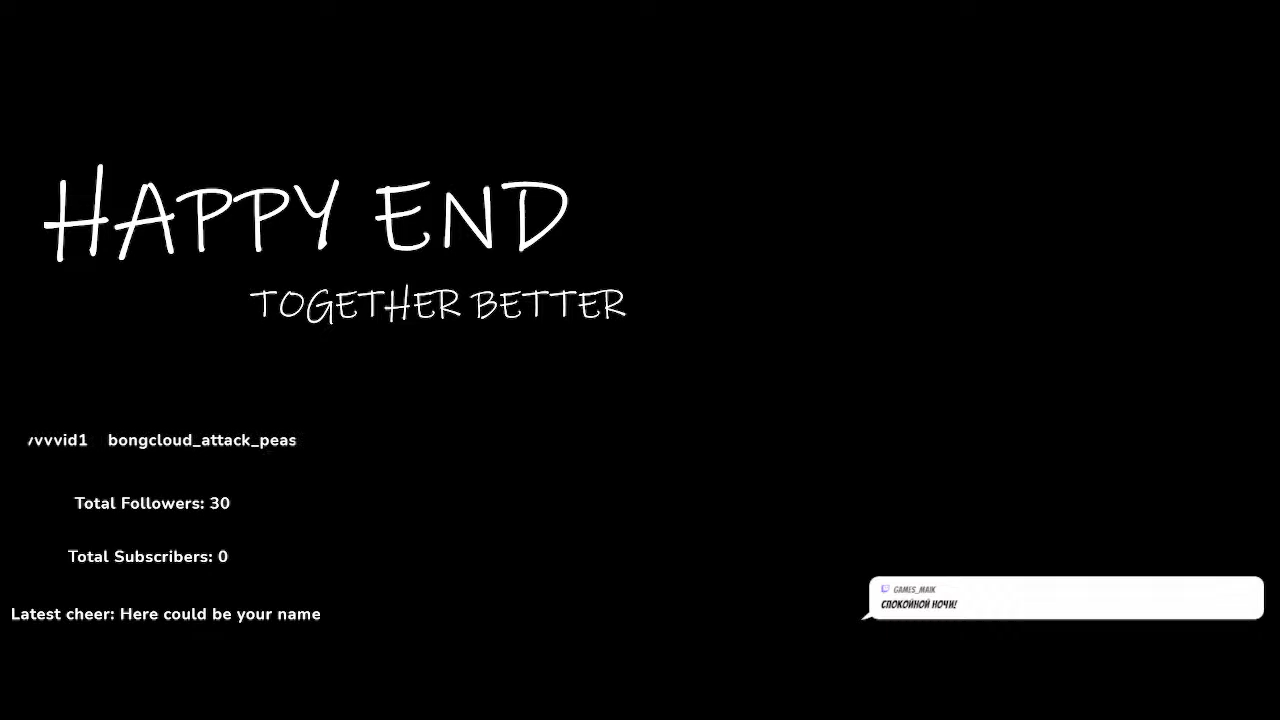 HAPPY END
TOGETHER BETTER
bongcloud_attack_peas
Total Followers: 30
Total Subscribers: 0
Latest cheer: Here could be your name
GAMES_MAIK
СПОКОЙНОЙ НОЧИ!